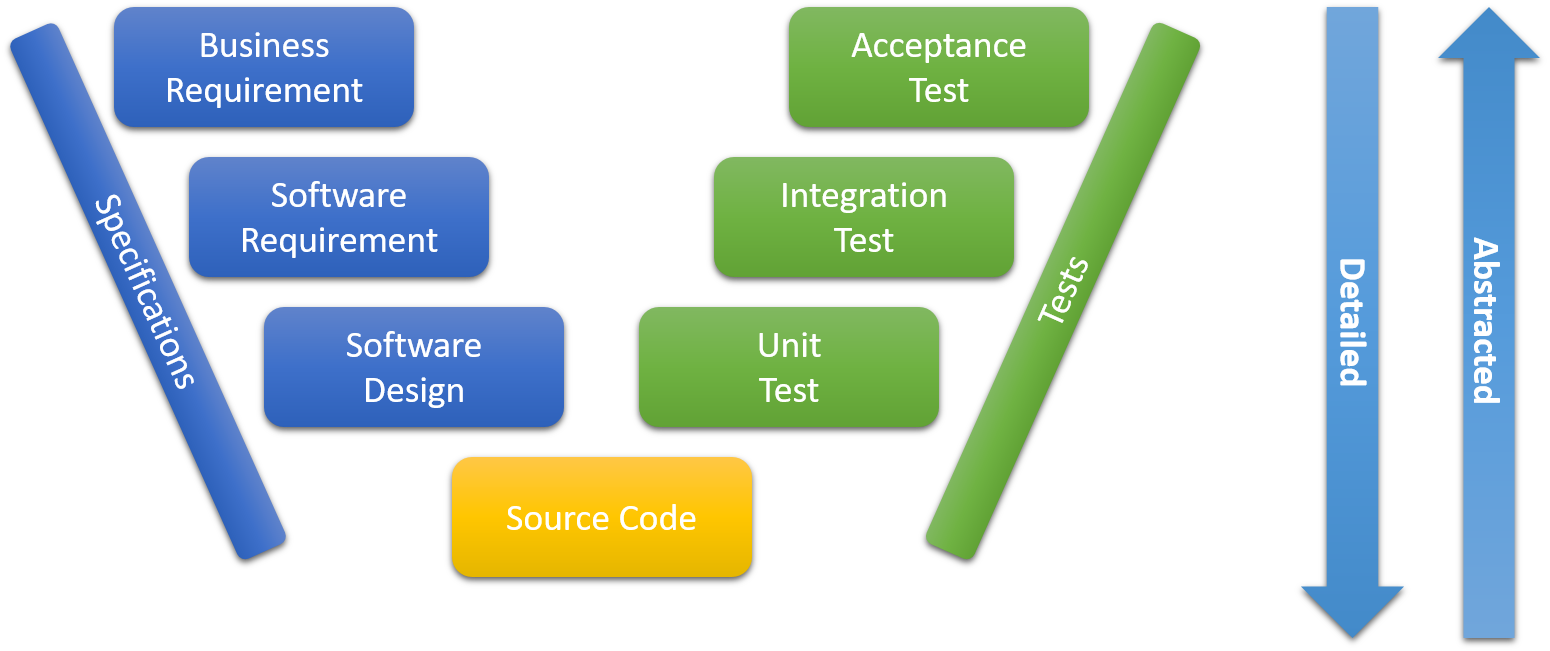 Business
Requirement
Acceptance
Test
Software
Requirement
Integration
Test
Specifications
Tests
Software
Design
Unit
Test
Source Code
Detailed
Abstracted